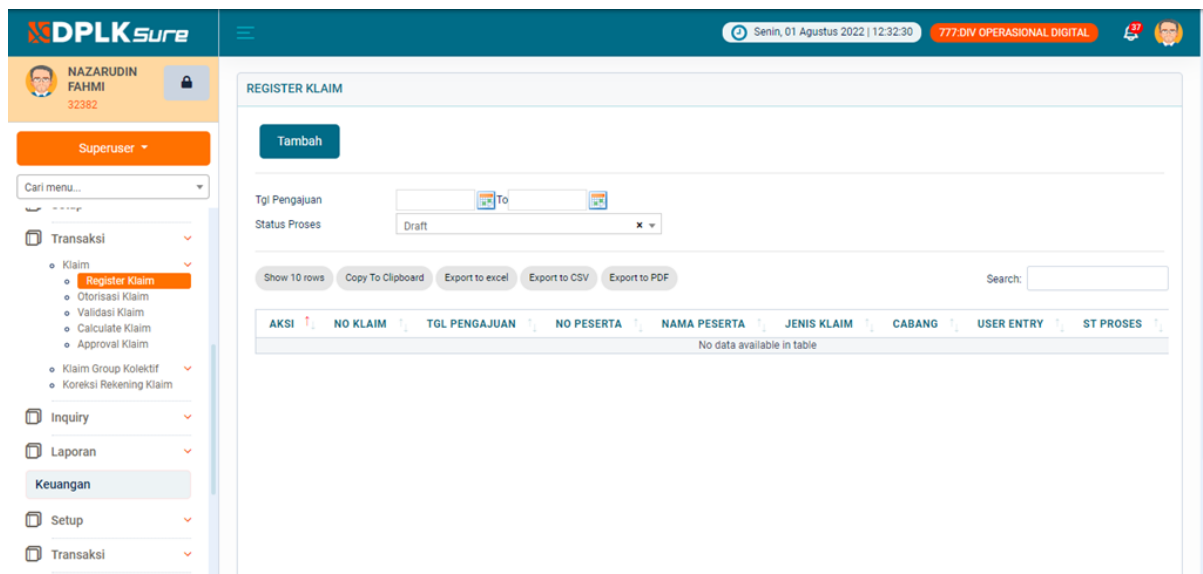 DPLKSure
Senin, 01 Agustus 2022 | 12:32:30
777:DIV OPERASIONAL DIGITAL
37
NAZARUDIN
FAHMI
32382
Superuser
Cari menu...
Transaksi
Klaim
Register Klaim
Otorisasi Klaim
Validasi Klaim
Calculate Klaim
Approval Klaim
Klaim Group Kolektif
Koreksi Rekening Klaim
Inquiry
Laporan
Keuangan
Setup
Transaksi
REGISTER KLAIM
Tambah
Tgl Pengajuan To
Status Proses Draft x
Show 10 rows Copy To Clipboard Export to excel Export to CSV Export to PDF Search:
AKSI NO KLAIM TGL PENGAJUAN NO PESERTA NAMA PESERTA JENIS KLAIM CABANG USER ENTRY ST PROSES
No data available in table